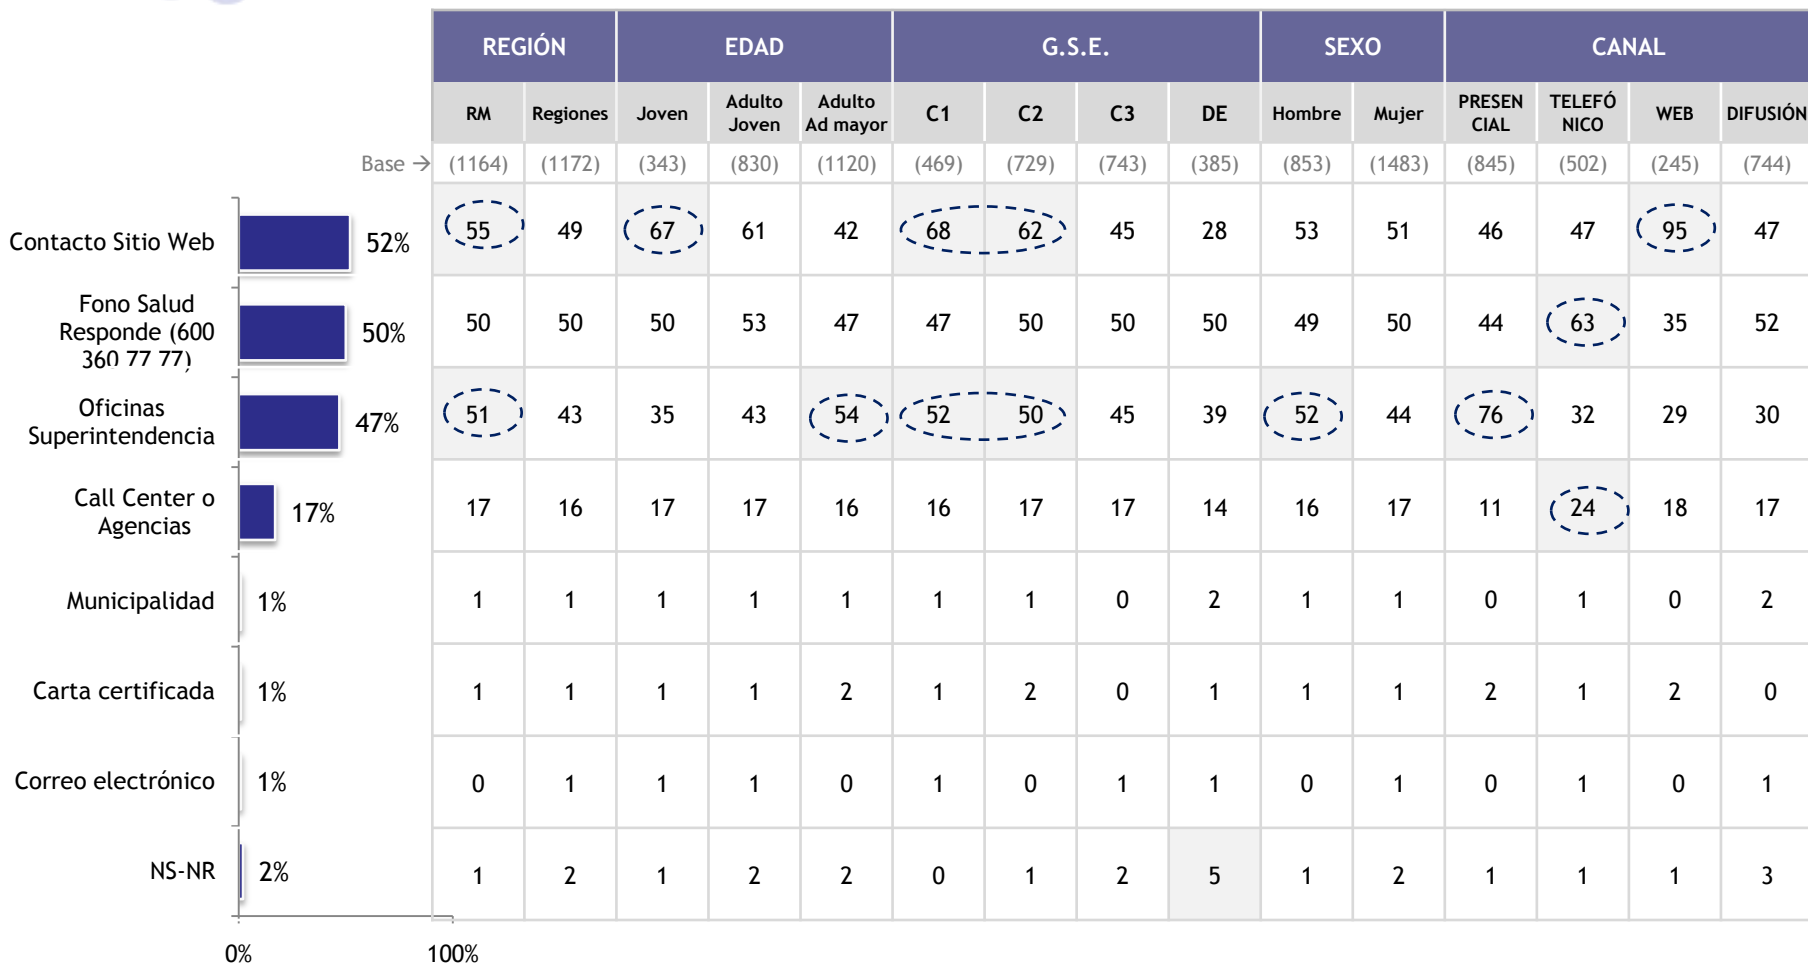 REGIÓN EDAD G.S.E. SEXO CANAL
RM Regiones Joven Adulto Joven Adulto Ad mayor C1 C2 C3 DE Hombre Mujer PRESEN CIAL TELEFÓ NICO WEB DIFUSIÓN
Base → (1164) (1172) (343) (830) (1120) (469) (729) (743) (385) (853) (1483) (845) (502) (245) (744)
Contacto Sitio Web 52% 55 49 67 61 42 68 62 45 28 53 51 46 47 95 47
Fono Salud
Responde (600
360 77 77)
50% 50 50 50 53 47 47 50 50 50 49 50 44 63 35 52
Oficinas
Superintendencia
47% 51 43 35 43 54 52 50 45 39 52 44 76 32 29 30
Call Center o
Agencias
17% 17 16 17 17 16 16 17 17 14 16 17 11 24 18 17
Municipalidad 1% 1 1 1 1 1 1 1 0 2 1 1 0 1 0 2
Carta certificada 1% 1 1 1 1 2 1 2 0 1 1 1 2 1 2 0
Correo electrónico 1% 0 1 1 1 0 1 0 1 1 0 1 0 1 0 1
NS-NR 2% 1 2 1 2 2 0 1 2 5 1 2 1 1 1 3
0% 100%